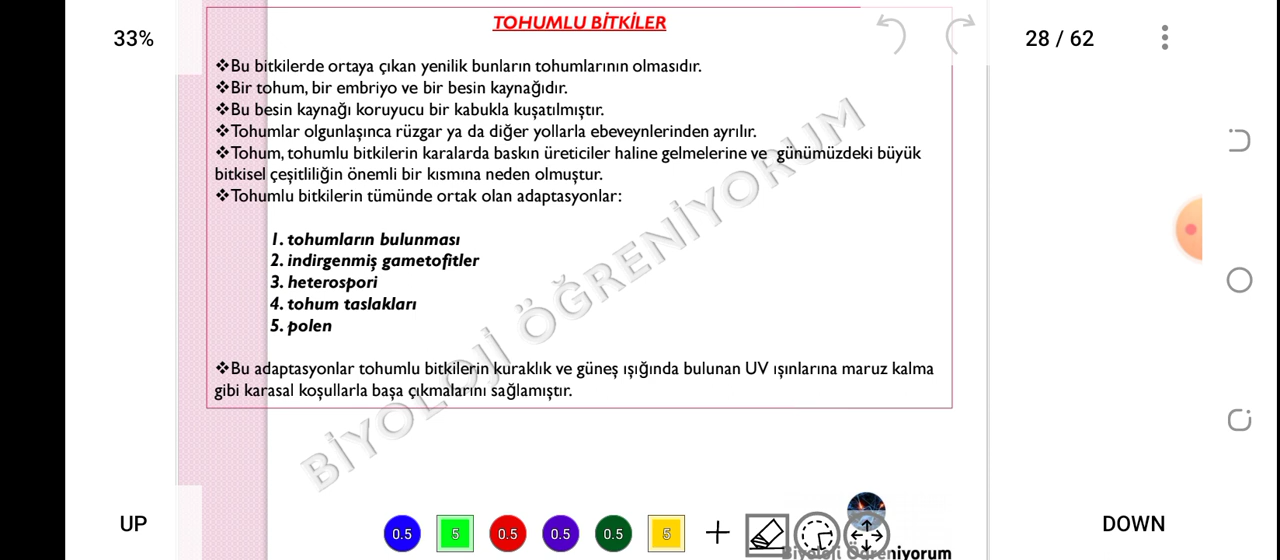 33%
28 / 62
TOHUMLU BİTKİLER
❖Bu bitkilerde ortaya çıkan yenilik bunların tohumlarının olmasıdır.
❖Bir tohum, bir embriyo ve bir besin kaynağıdır.
❖Bu besin kaynağı koruyucu bir kabukla kuşatılmıştır.
❖Tohumlar olgunlaşınca rüzgar ya da diğer yollarla ebeveynlerinden ayrılır.
❖Tohum, tohumlu bitkilerin karalarda baskın üreticiler haline gelmelerine ve günümüzdeki büyük
bitkisel çeşitliliğin önemli bir kısmına neden olmuştur.
❖Tohumlu bitkilerin tümünde ortak olan adaptasyonlar:
1. tohumların bulunması
2. indirgenmiş gametofitler
3. heterospori
4. tohum taslakları
5. polen
❖Bu adaptasyonlar tohumlu bitkilerin kuraklık ve güneş ışığında bulunan UV ışınlarına maruz kalma
gibi karasal koşullarla başa çıkmalarını sağlamıştır.
BİYOLOJİ ÖĞRENİYORUM
UP
0.5
5
0.5
0.5
0.5
5
DOWN
Biyoloji Öğreniyorum